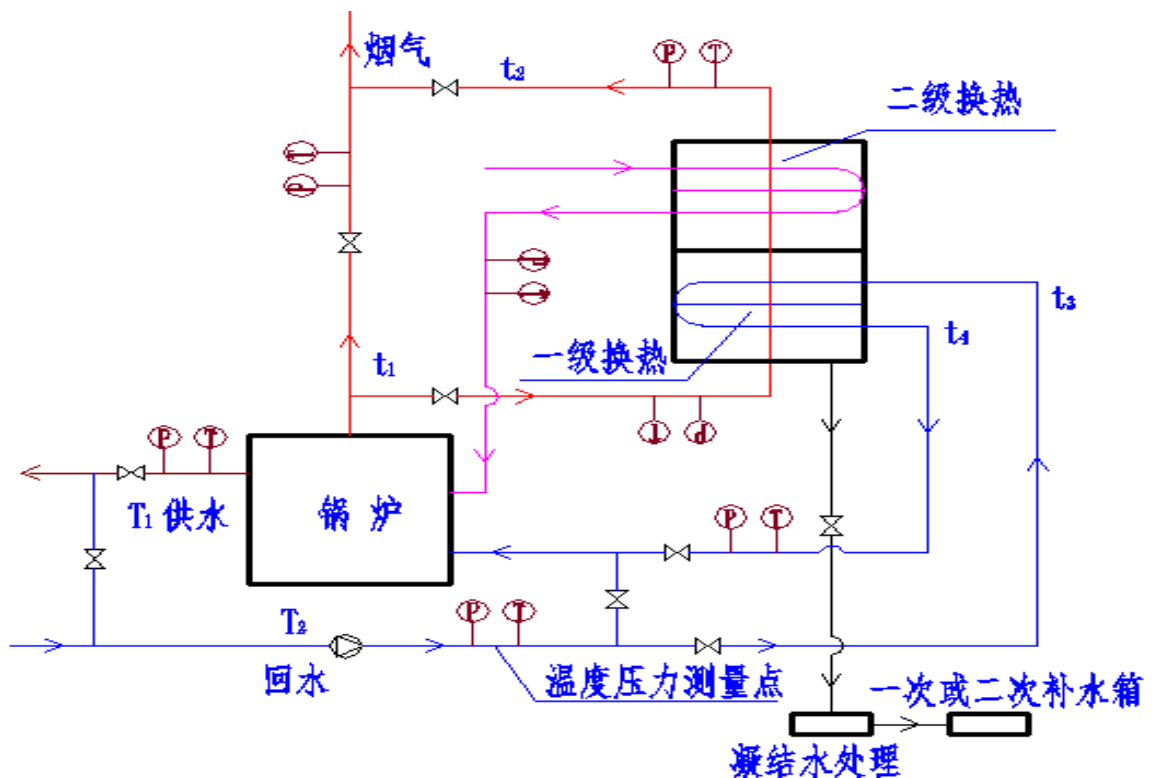 烟气
t₂
P T
二级换热
t₃
t₄
一级换热
t₁
P T
T₁供水
锅炉
P T
T₂
P T
回水
温度压力测量点
一次或二次补水箱
凝结水处理